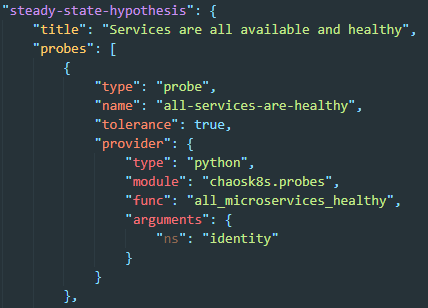 "steady-state-hypothesis": {
"title": "Services are all available and healthy",
"probes": [
{
"type": "probe",
"name": "all-services-are-healthy",
"tolerance": true,
"provider": {
"type": "python",
"module": "chaosk8s.probes",
"func": "all_microservices_healthy",
"arguments": {
"ns": "identity"
}
}
},